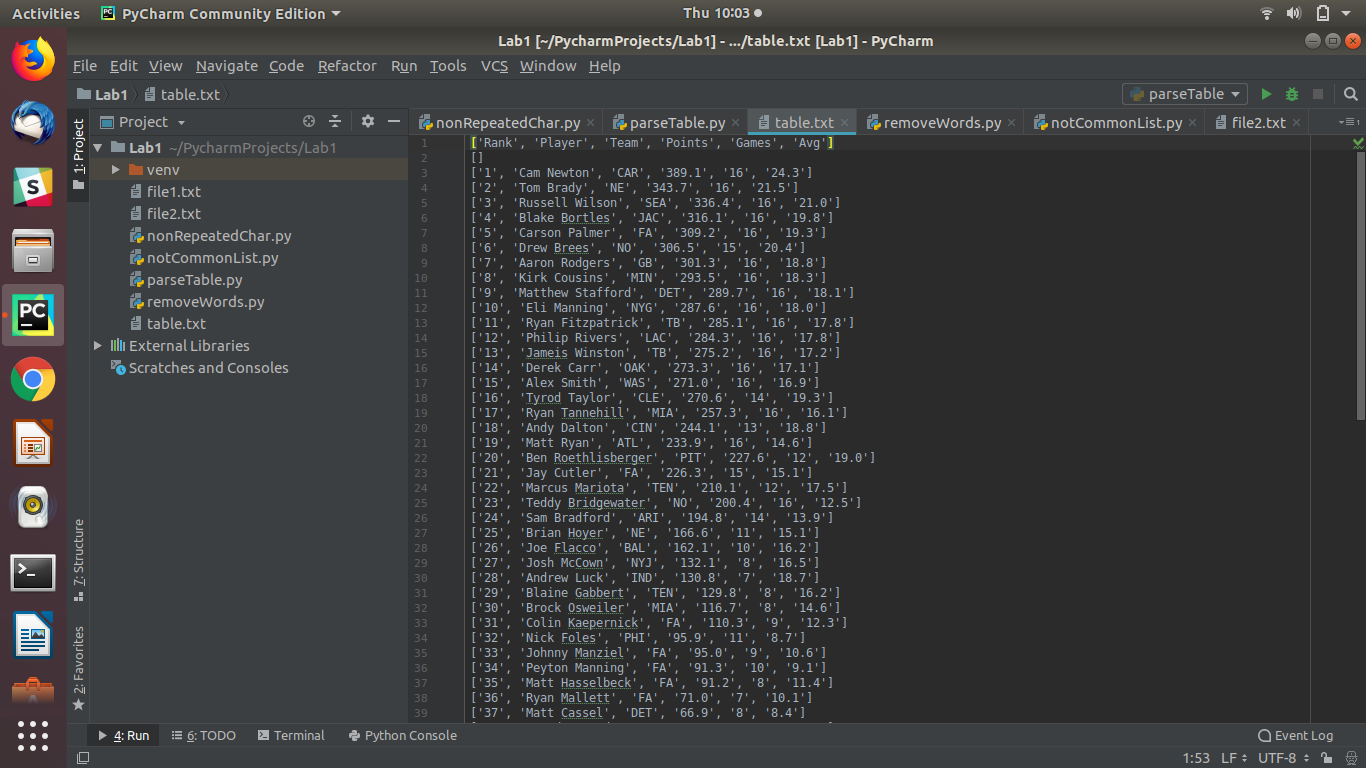 Activities PyCharm Community Edition Thu 10:03
Lab1 [~/PycharmProjects/Lab1] - .../table.txt [Lab1] - PyCharm
File Edit View Navigate Code Refactor Run Tools VCS Window Help
Lab1 table.txt parseTable
Project
nonRepeatedChar.py parseTable.py table.txt removeWords.py notCommonList.py file2.txt
1: Project
Lab1 ~/PycharmProjects/Lab1
venv
file1.txt
file2.txt
nonRepeatedChar.py
notCommonList.py
parseTable.py
removeWords.py
table.txt
External Libraries
Scratches and Consoles
7: Structure
2: Favorites
1 ['Rank', 'Player', 'Team', 'Points', 'Games', 'Avg']
2 []
3 ['1', 'Cam Newton', 'CAR', '389.1', '16', '24.3']
4 ['2', 'Tom Brady', 'NE', '343.7', '16', '21.5']
5 ['3', 'Russell Wilson', 'SEA', '336.4', '16', '21.0']
6 ['4', 'Blake Bortles', 'JAC', '316.1', '16', '19.8']
7 ['5', 'Carson Palmer', 'FA', '309.2', '16', '19.3']
8 ['6', 'Drew Brees', 'NO', '306.5', '15', '20.4']
9 ['7', 'Aaron Rodgers', 'GB', '301.3', '16', '18.8']
10 ['8', 'Kirk Cousins', 'MIN', '293.5', '16', '18.3']
11 ['9', 'Matthew Stafford', 'DET', '289.7', '16', '18.1']
12 ['10', 'Eli Manning', 'NYG', '287.6', '16', '18.0']
13 ['11', 'Ryan Fitzpatrick', 'TB', '285.1', '16', '17.8']
14 ['12', 'Philip Rivers', 'LAC', '284.3', '16', '17.8']
15 ['13', 'Jameis Winston', 'TB', '275.2', '16', '17.2']
16 ['14', 'Derek Carr', 'OAK', '273.3', '16', '17.1']
17 ['15', 'Alex Smith', 'WAS', '271.0', '16', '16.9']
18 ['16', 'Tyrod Taylor', 'CLE', '270.6', '14', '19.3']
19 ['17', 'Ryan Tannehill', 'MIA', '257.3', '16', '16.1']
20 ['18', 'Andy Dalton', 'CIN', '244.1', '13', '18.8']
21 ['19', 'Matt Ryan', 'ATL', '233.9', '16', '14.6']
22 ['20', 'Ben Roethlisberger', 'PIT', '227.6', '12', '19.0']
23 ['21', 'Jay Cutler', 'FA', '226.3', '15', '15.1']
24 ['22', 'Marcus Mariota', 'TEN', '210.1', '12', '17.5']
25 ['23', 'Teddy Bridgewater', 'NO', '200.4', '16', '12.5']
26 ['24', 'Sam Bradford', 'ARI', '194.8', '14', '13.9']
27 ['25', 'Brian Hoyer', 'NE', '166.6', '11', '15.1']
28 ['26', 'Joe Flacco', 'BAL', '162.1', '10', '16.2']
29 ['27', 'Josh McCown', 'NYJ', '132.1', '8', '16.5']
30 ['28', 'Andrew Luck', 'IND', '130.8', '7', '18.7']
31 ['29', 'Blaine Gabbert', 'TEN', '129.8', '8', '16.2']
32 ['30', 'Brock Osweiler', 'MIA', '116.7', '8', '14.6']
33 ['31', 'Colin Kaepernick', 'FA', '110.3', '9', '12.3']
34 ['32', 'Nick Foles', 'PHI', '95.9', '11', '8.7']
35 ['33', 'Johnny Manziel', 'FA', '95.0', '9', '10.6']
36 ['34', 'Peyton Manning', 'FA', '91.3', '10', '9.1']
37 ['35', 'Matt Hasselbeck', 'FA', '91.2', '8', '11.4']
38 ['36', 'Ryan Mallett', 'FA', '71.0', '7', '10.1']
39 ['37', 'Matt Cassel', 'DET', '66.9', '8', '8.4']
4: Run 6: TODO Terminal Python Console Event Log
1:53 LF UTF-8